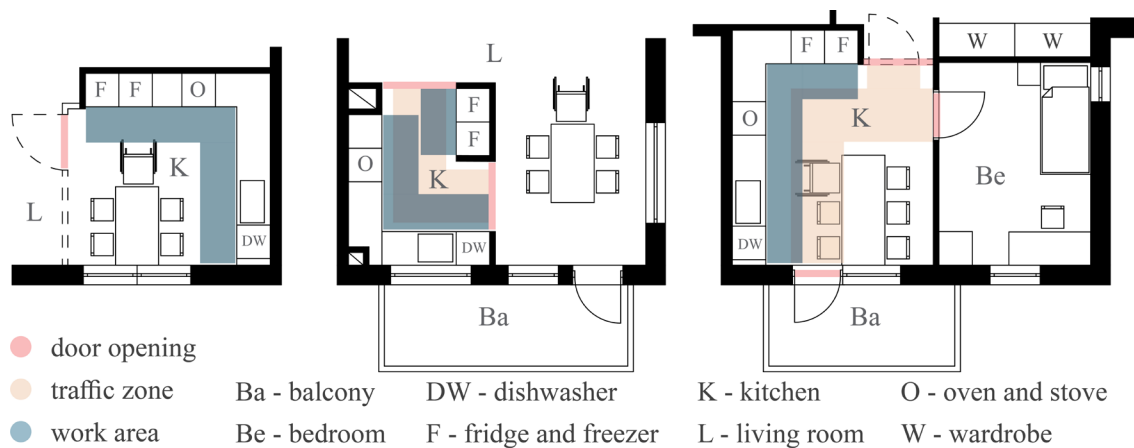 F F O
K
L
DW
L
F
F
O
K
DW
Ba
F F
W W
O
K
Be
DW
Ba
door opening
traffic zone
work area
Ba - balcony
Be - bedroom
DW - dishwasher
F - fridge and freezer
K - kitchen
L - living room
O - oven and stove
W - wardrobe